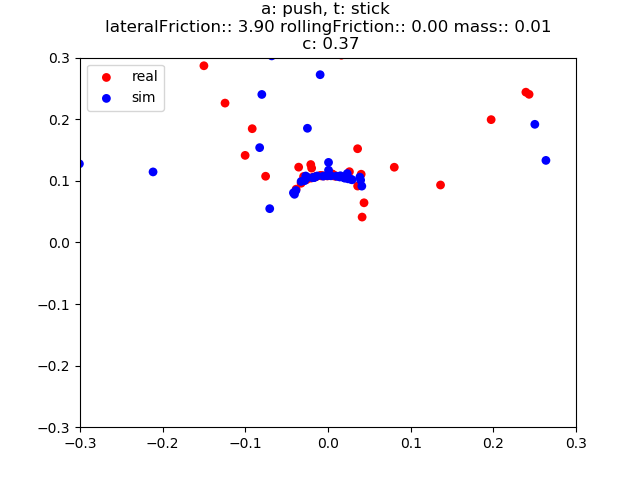 a: push, t: stick
lateralFriction:: 3.90 rollingFriction:: 0.00 mass:: 0.01
c: 0.37
real
sim
0.3
0.2
0.1
0.0
−0.1
−0.2
−0.3
−0.3
−0.2
−0.1
0.0
0.1
0.2
0.3